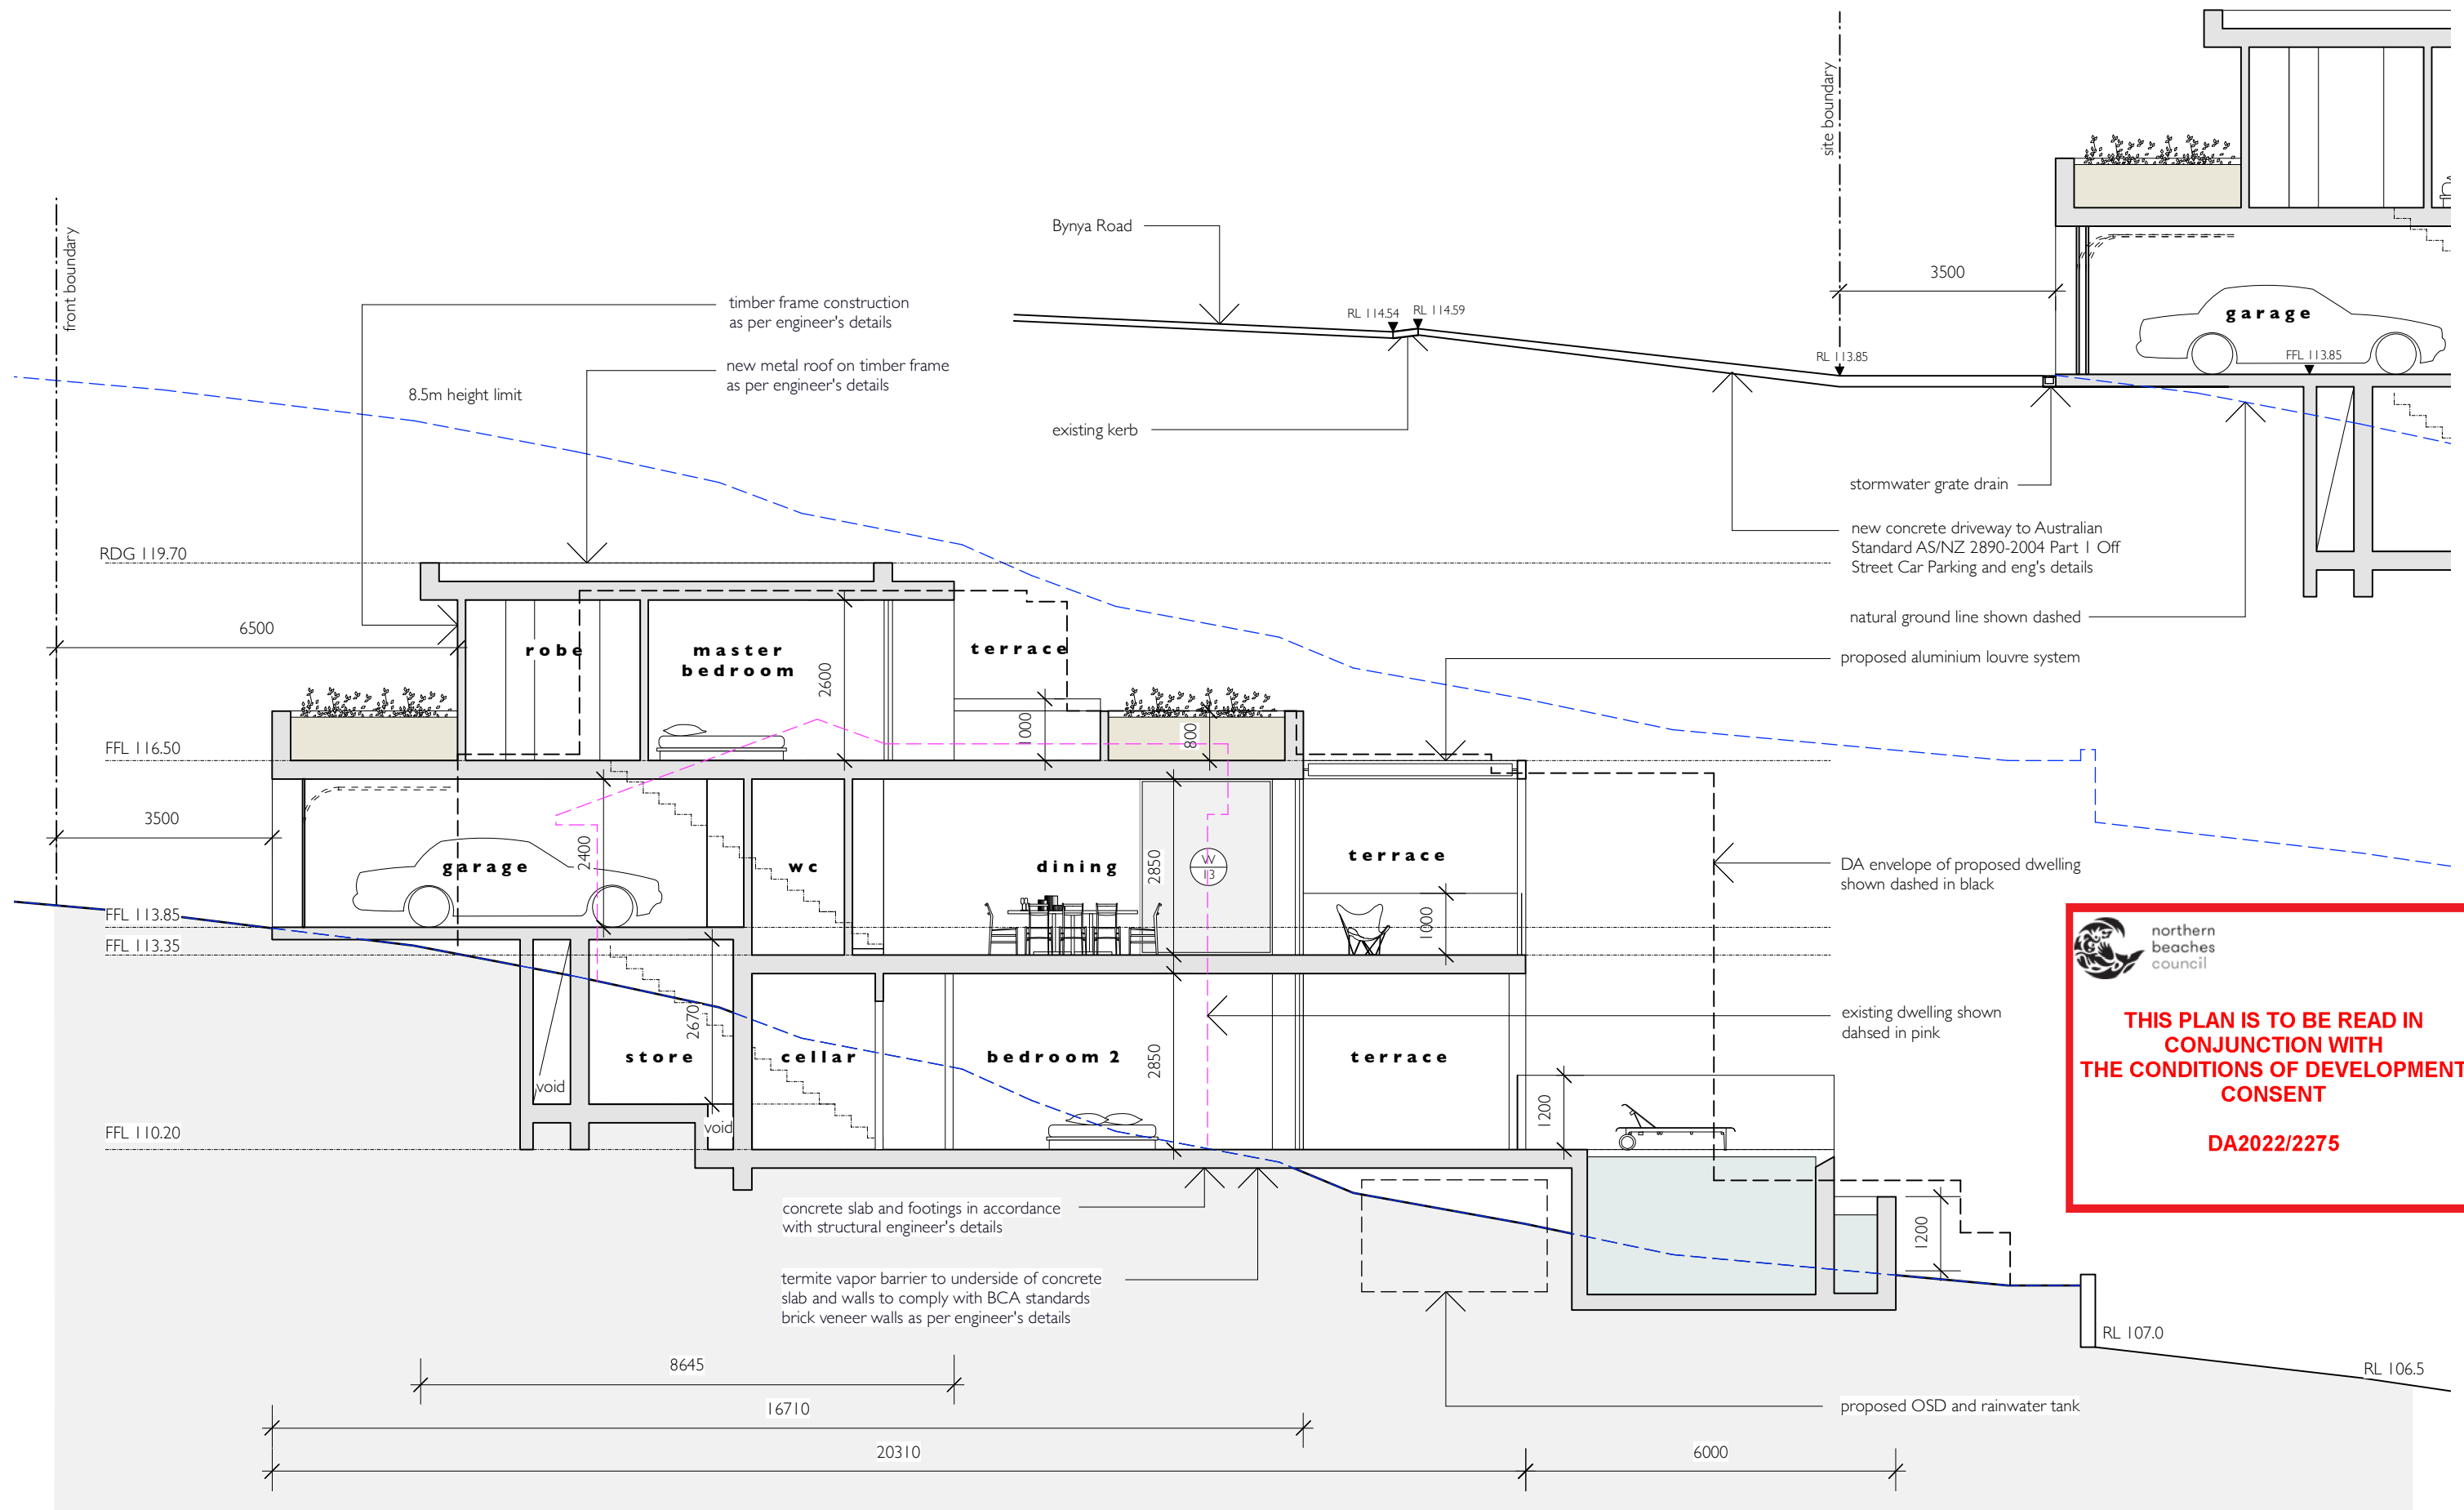 site boundary
front boundary
Bynya Road
3500
timber frame construction
as per engineer's details
RL 114.54
RL 114.59
garage
RL 113.85
FFL 113.85
new metal roof on timber frame
as per engineer's details
8.5m height limit
existing kerb
stormwater grate drain
new concrete driveway to Australian
Standard AS/NZ 2890-2004 Part 1 Off
Street Car Parking and eng's details
RDG 119.70
natural ground line shown dashed
6500
robe
master
bedroom
2600
terrace
1000
800
proposed aluminium louvre system
FFL 116.50
3500
garage
2400
wc
dining
2850
W
13
terrace
1000
DA envelope of proposed dwelling
shown dashed in black
FFL 113.85
FFL 113.35
northern
beaches
council
THIS PLAN IS TO BE READ IN
CONJUNCTION WITH
THE CONDITIONS OF DEVELOPMENT
CONSENT
DA2022/2275
existing dwelling shown
dahsed in pink
void
store
2670
void
cellar
bedroom 2
2850
terrace
1200
FFL 110.20
concrete slab and footings in accordance
with structural engineer's details
1200
termite vapor barrier to underside of concrete
slab and walls to comply with BCA standards
brick veneer walls as per engineer's details
RL 107.0
RL 106.5
8645
proposed OSD and rainwater tank
16710
20310
6000